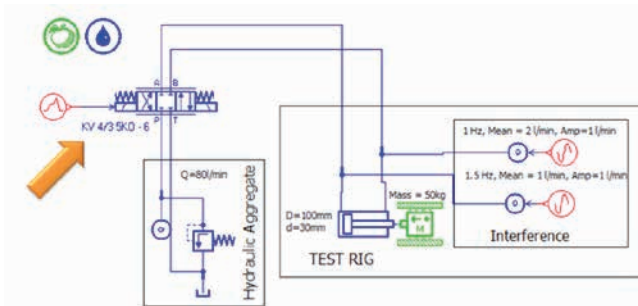 A B
P T
KV 4/3 5KO - 6
Q=80l/min
Hydraulic Aggregate
1 Hz, Mean = 2 l/min, Amp=1 l/min
1.5 Hz, Mean = 1 l/min, Amp=1 l/min
Interference
Mass = 50kg
M
D=100mm
d=30mm
TEST RIG